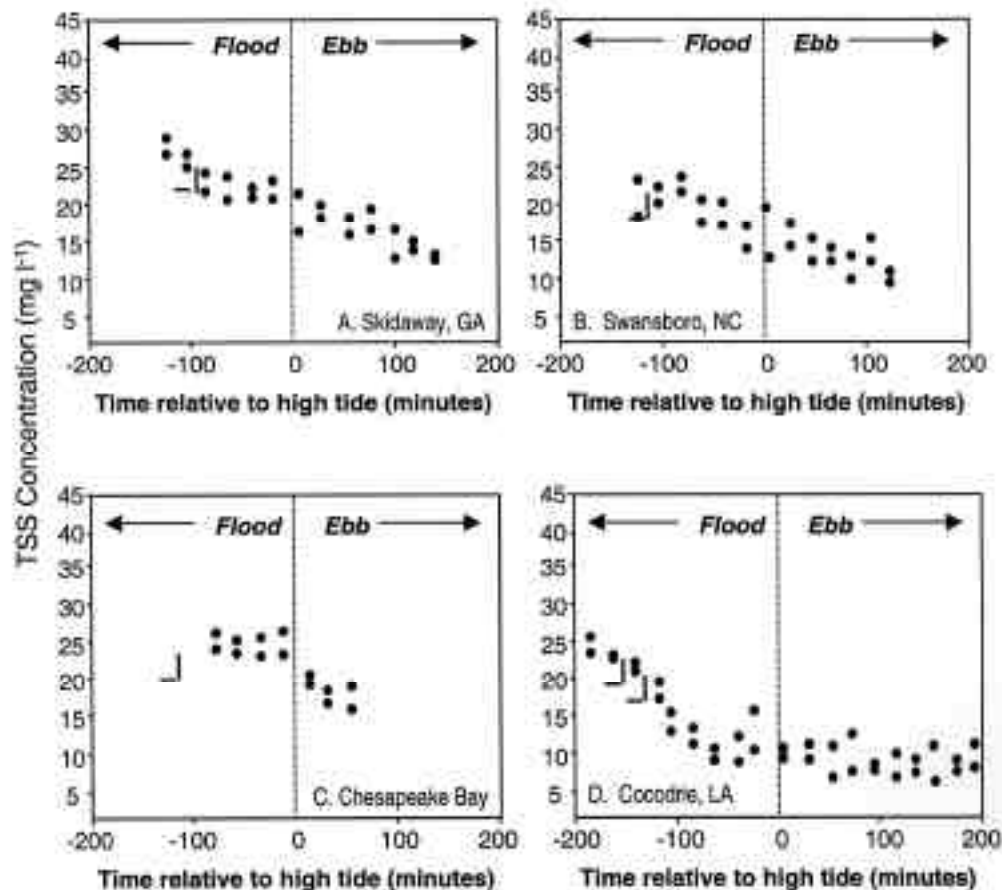 TSS Concentration (mg l⁻¹)
45
40
35
30
25
20
15
10
5
Flood Ebb
A. Skidaway, GA
-200 -100 0 100 200
Time relative to high tide (minutes)
45
40
35
30
25
20
15
10
5
Flood Ebb
B. Swansboro, NC
-200 -100 0 100 200
Time relative to high tide (minutes)
45
40
35
30
25
20
15
10
5
Flood Ebb
C. Chesapeake Bay
-200 -100 0 100 200
Time relative to high tide (minutes)
45
40
35
30
25
20
15
10
5
Flood Ebb
D. Cocodrie, LA
-200 -100 0 100 200
Time relative to high tide (minutes)